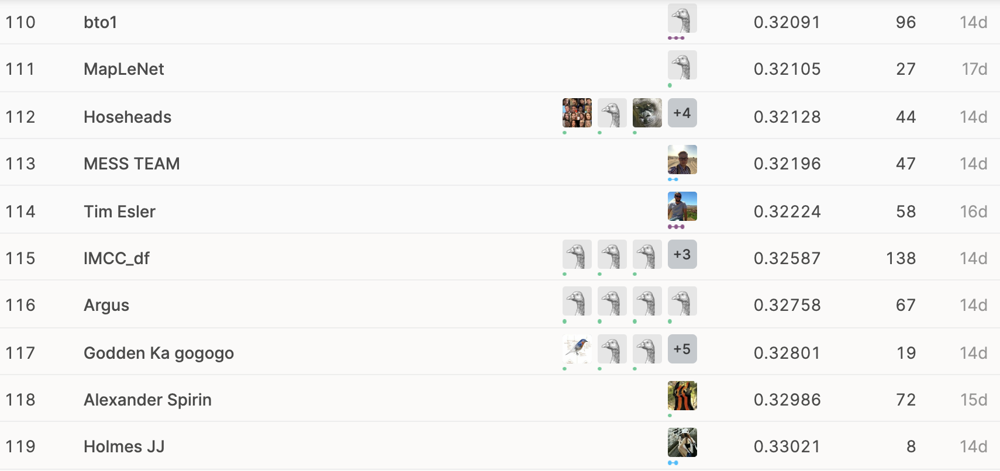 110 bto1 0.32091 96 14d
111 MapLeNet 0.32105 27 17d
112 Hoseheads +4 0.32128 44 14d
113 MESS TEAM 0.32196 47 14d
114 Tim Esler 0.32224 58 16d
115 IMCC_df +3 0.32587 138 14d
116 Argus 0.32758 67 14d
117 Godden Ka gogogo +5 0.32801 19 14d
118 Alexander Spirin 0.32986 72 15d
119 Holmes JJ 0.33021 8 14d